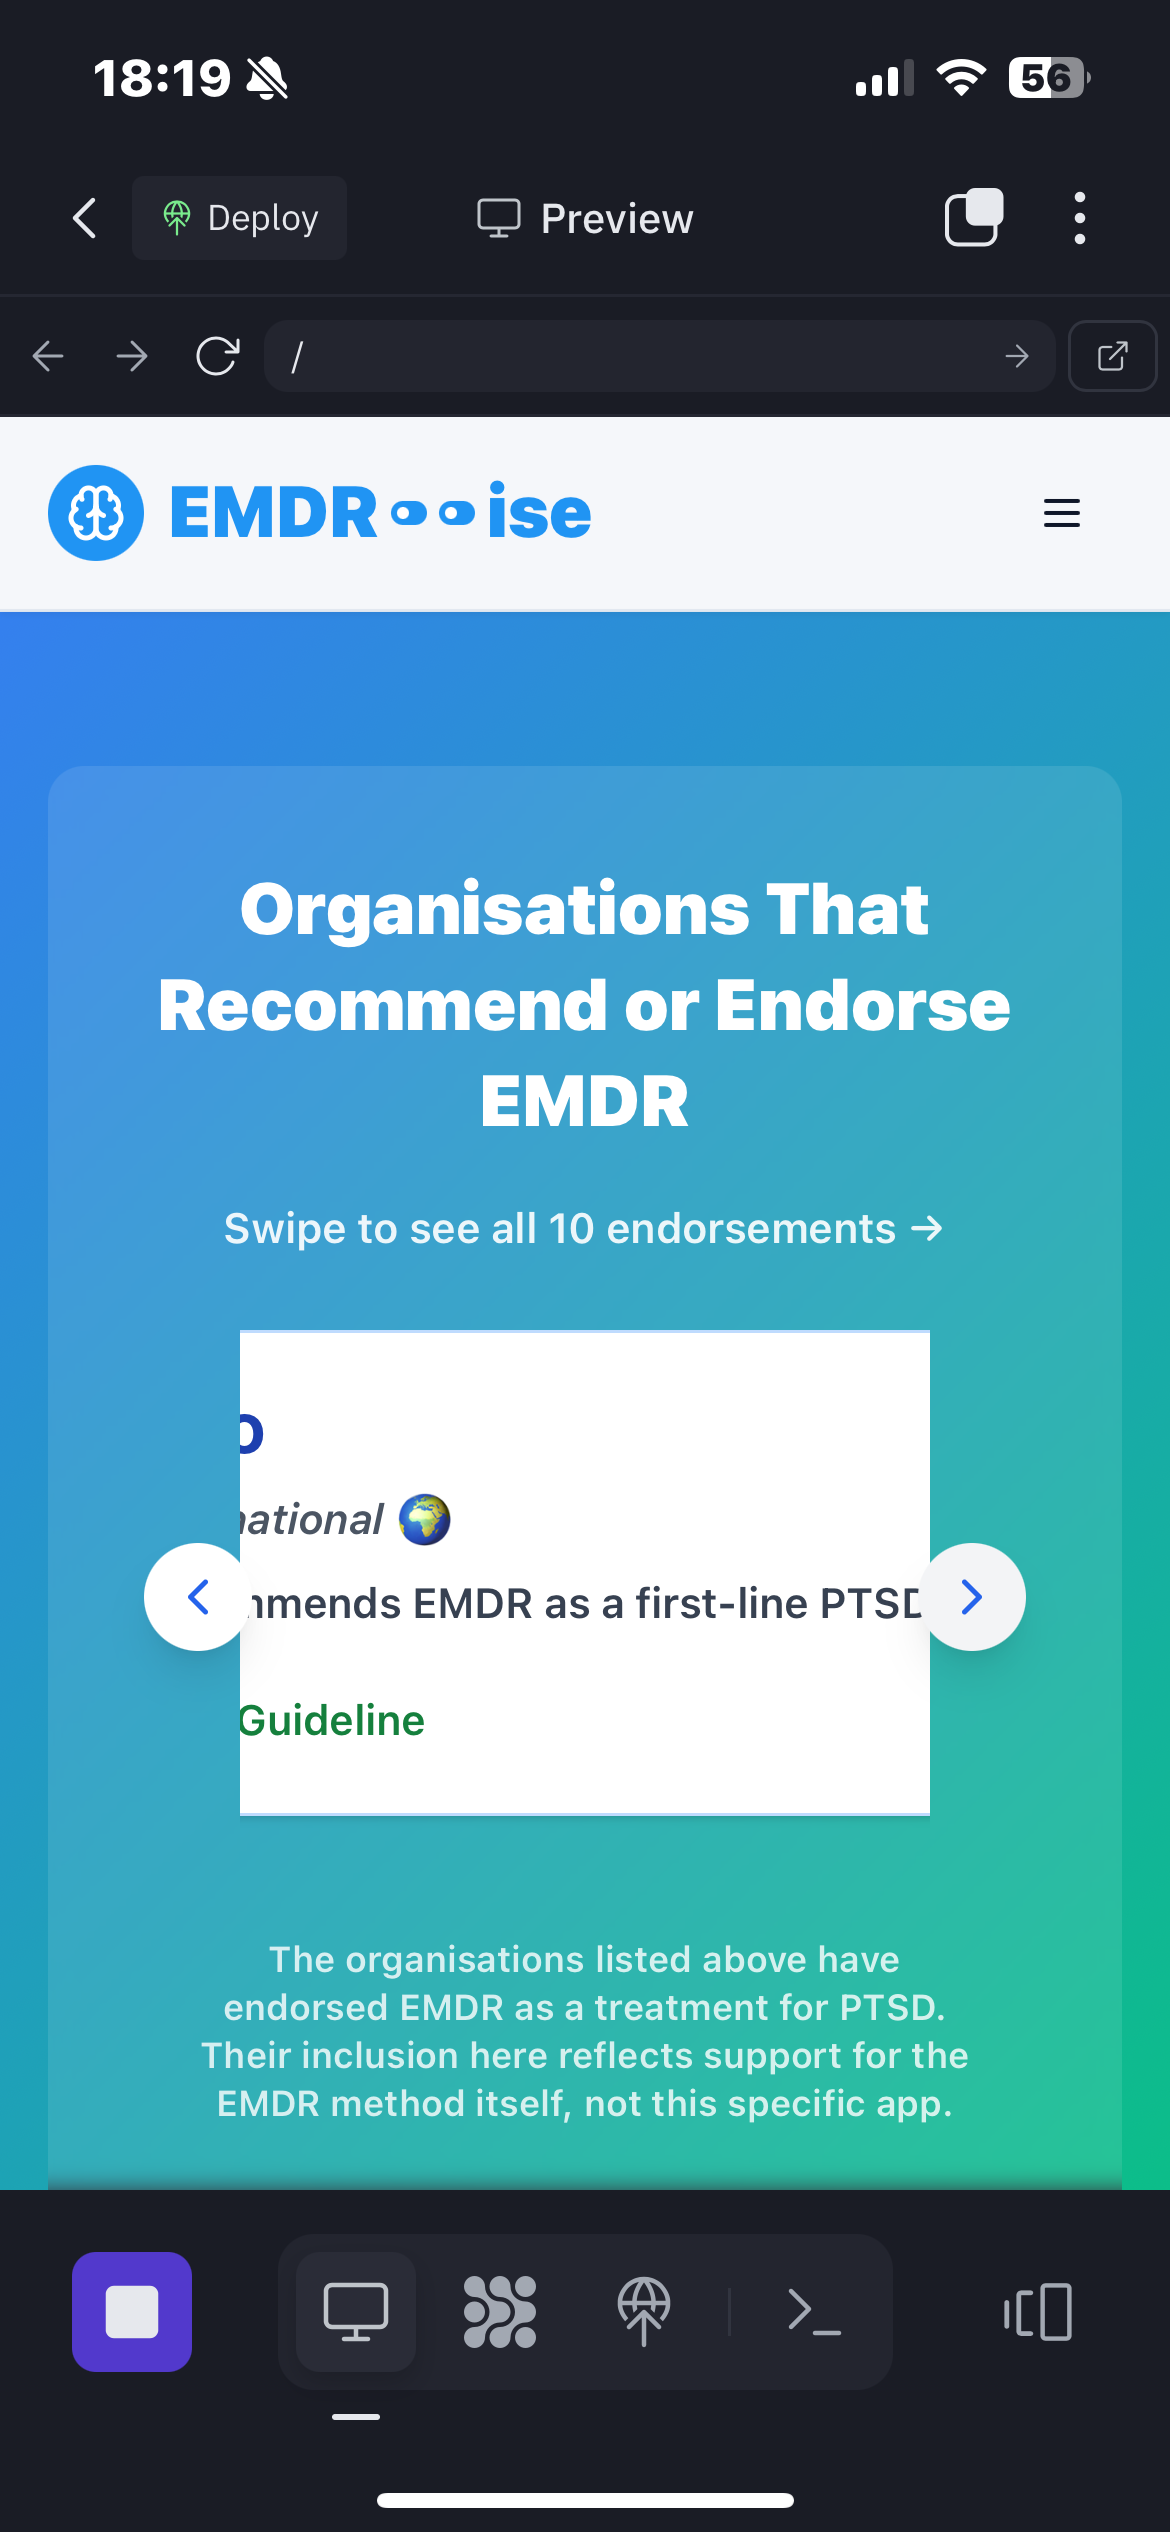 18:19
56
Deploy
Preview
/
EMDR ise
Organisations That
Recommend or Endorse
EMDR
Swipe to see all 10 endorsements →
national 🌍
mends EMDR as a first-line PTSD
Guideline
The organisations listed above have
endorsed EMDR as a treatment for PTSD.
Their inclusion here reflects support for the
EMDR method itself, not this specific app.